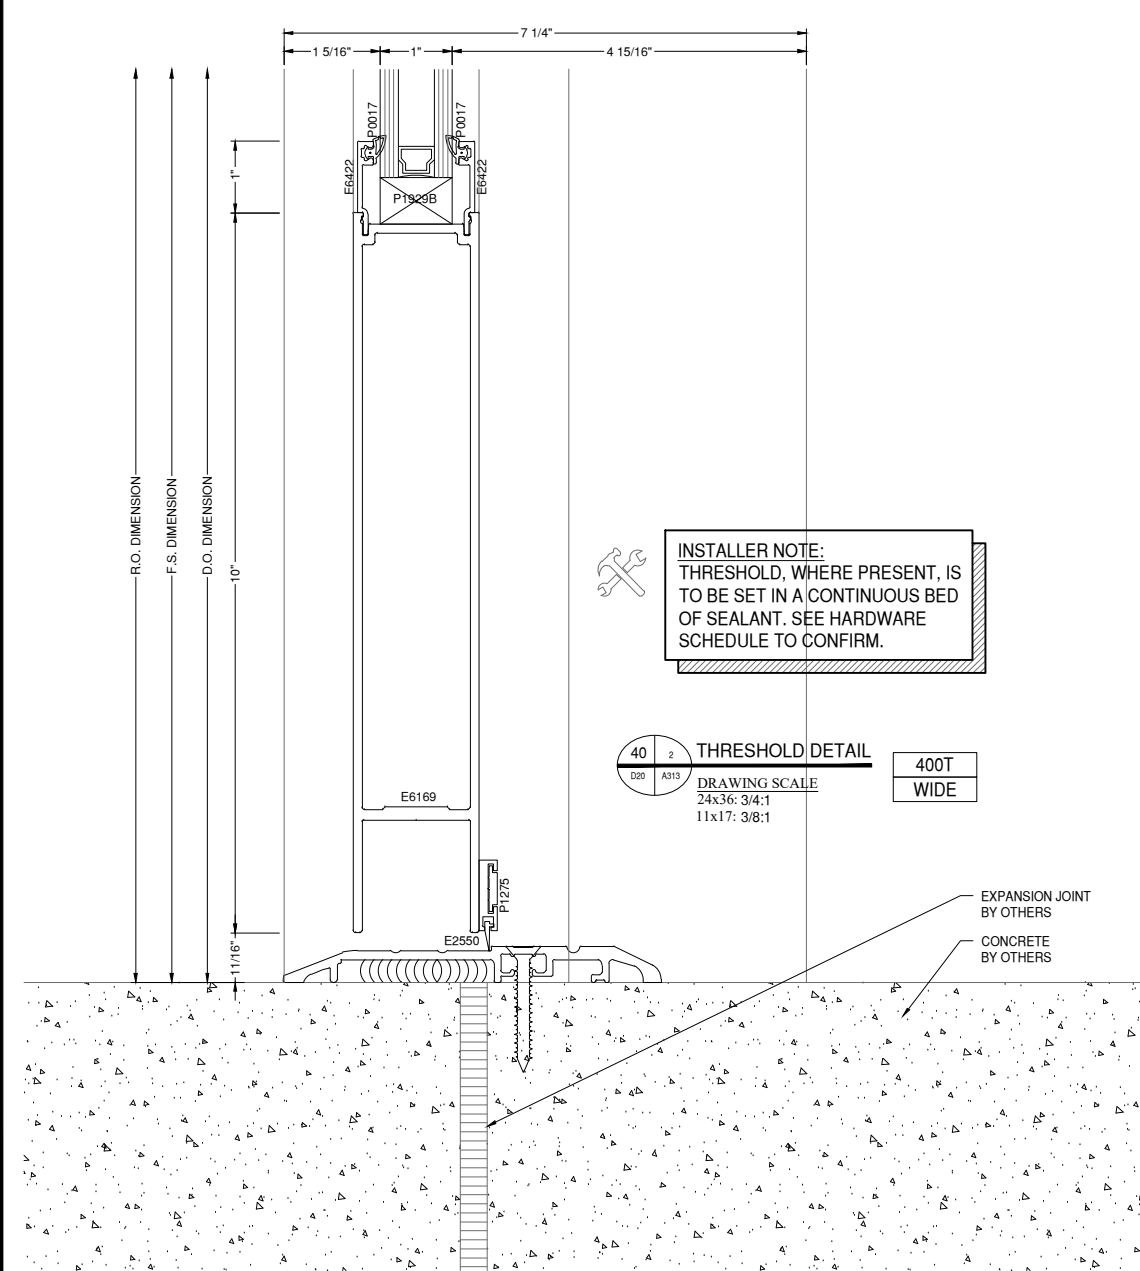 7 1/4"
1 5/16"
1"
4 15/16"
P0017
P0017
E6422
E6422
P1929B
1"
R.O. DIMENSION
F.S. DIMENSION
D.O. DIMENSION
10"
INSTALLER NOTE:
THRESHOLD, WHERE PRESENT, IS
TO BE SET IN A CONTINUOUS BED
OF SEALANT. SEE HARDWARE
SCHEDULE TO CONFIRM.
40
2
D20
A313
THRESHOLD DETAIL
DRAWING SCALE
24x36: 3/4:1
11x17: 3/8:1
400T
WIDE
E6169
P1275
E2550
11/16"
EXPANSION JOINT
BY OTHERS
CONCRETE
BY OTHERS